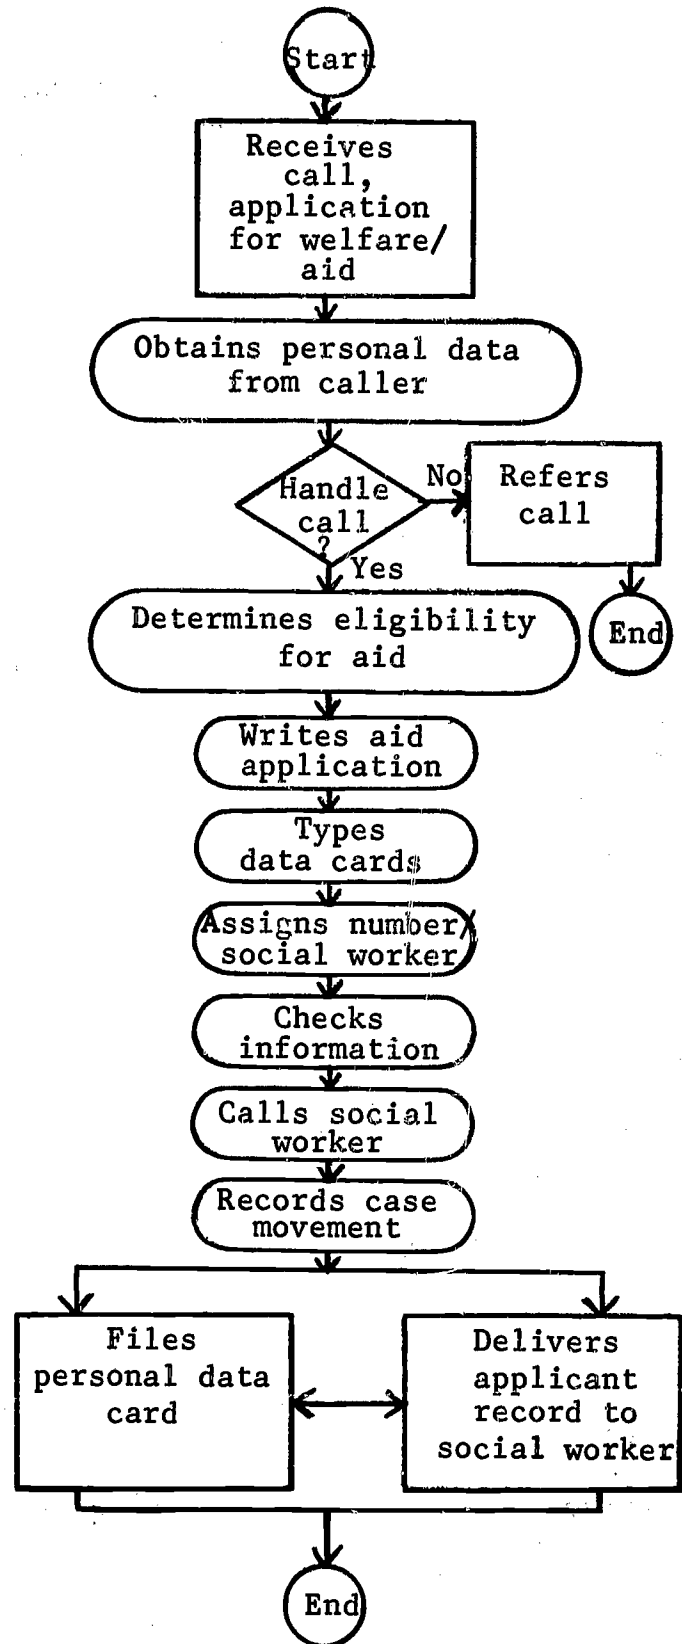 Start
Receives
call,
application
for welfare/
aid
Obtains personal data
from caller
Handle
call
?
No
Refers
call
End
Yes
Determines eligibility
for aid
Writes aid
application
Types
data cards
Assigns number/
social worker
Checks
information
Calls social
worker
Records case
movement
Files
personal data
card
Delivers
applicant
record to
social worker
End